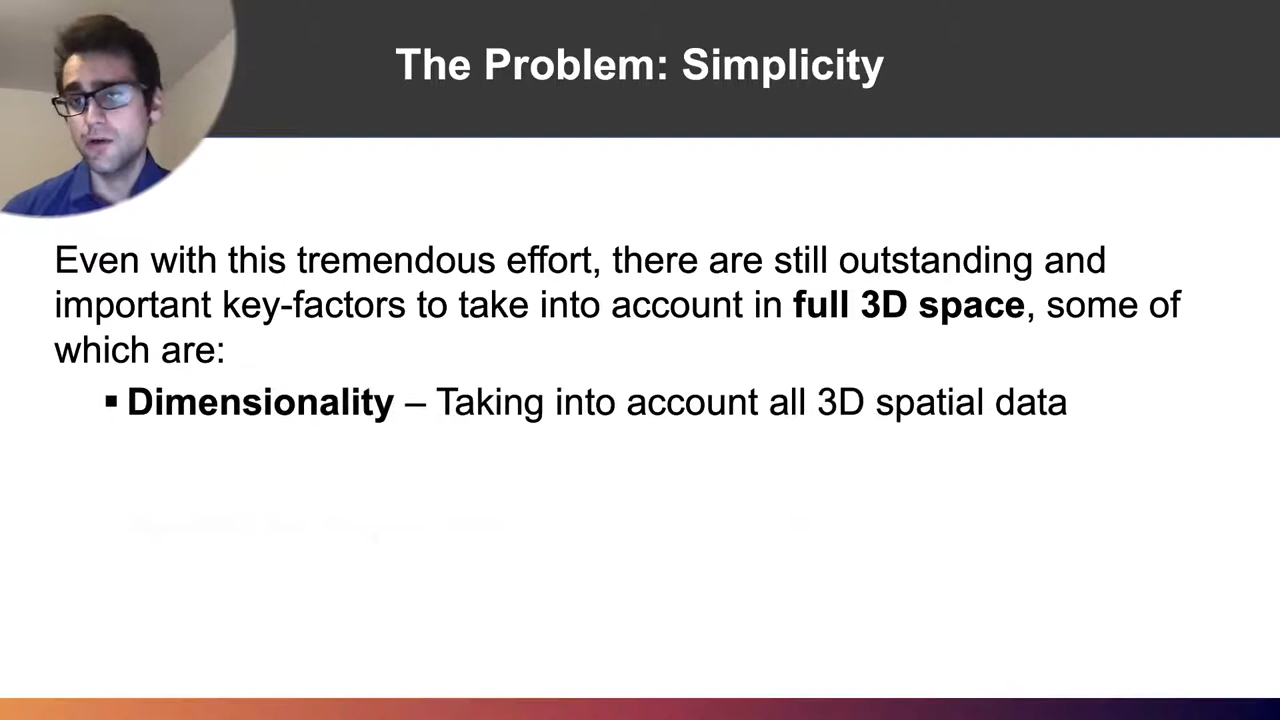 The Problem: Simplicity
Even with this tremendous effort, there are still outstanding and
important key-factors to take into account in full 3D space, some of
which are:
▪ Dimensionality – Taking into account all 3D spatial data